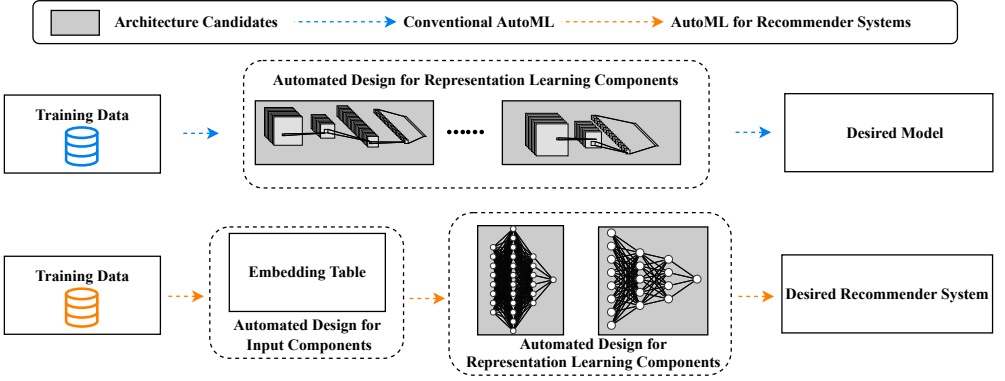 Architecture Candidates
Conventional AutoML
AutoML for Recommender Systems
Automated Design for Representation Learning Components
Training Data
Desired Model
Training Data
Embedding Table
Automated Design for
Input Components
Automated Design for
Representation Learning Components
Desired Recommender System